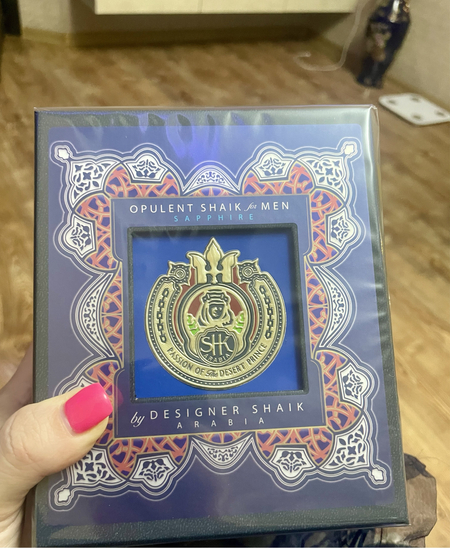 OPULENT SHAIK for MEN
SAPPHIRE
SHK
ARABIA
PASSION OF The DESERT PRINCE
by DESIGNER SHAIK
ARABIA